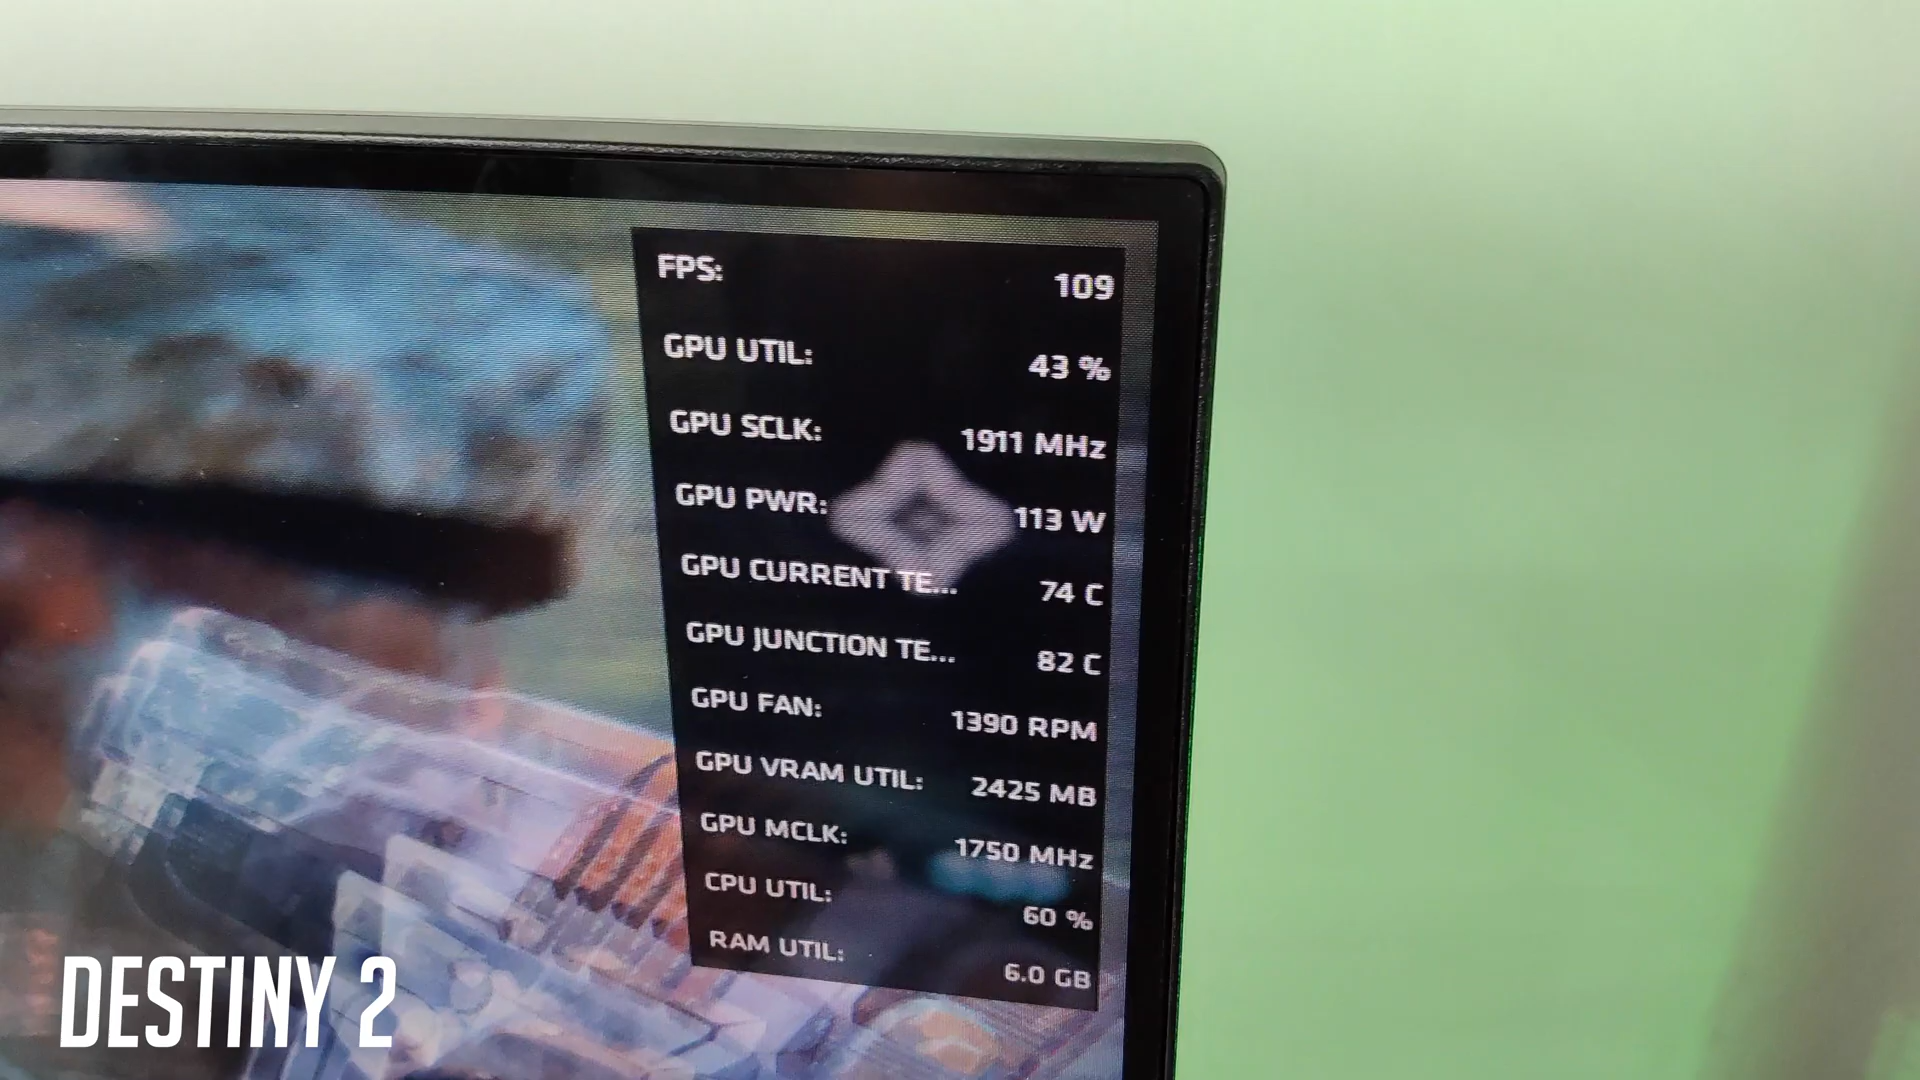 FPS: 109
GPU UTIL: 43 %
GPU SCLK: 1911 MHz
GPU PWR: 113 W
GPU CURRENT TE... 74 C
GPU JUNCTION TE... 82 C
GPU FAN: 1390 RPM
GPU VRAM UTIL: 2425 MB
GPU MCLK: 1750 MHz
CPU UTIL: 60 %
RAM UTIL: 6.0 GB
DESTINY 2